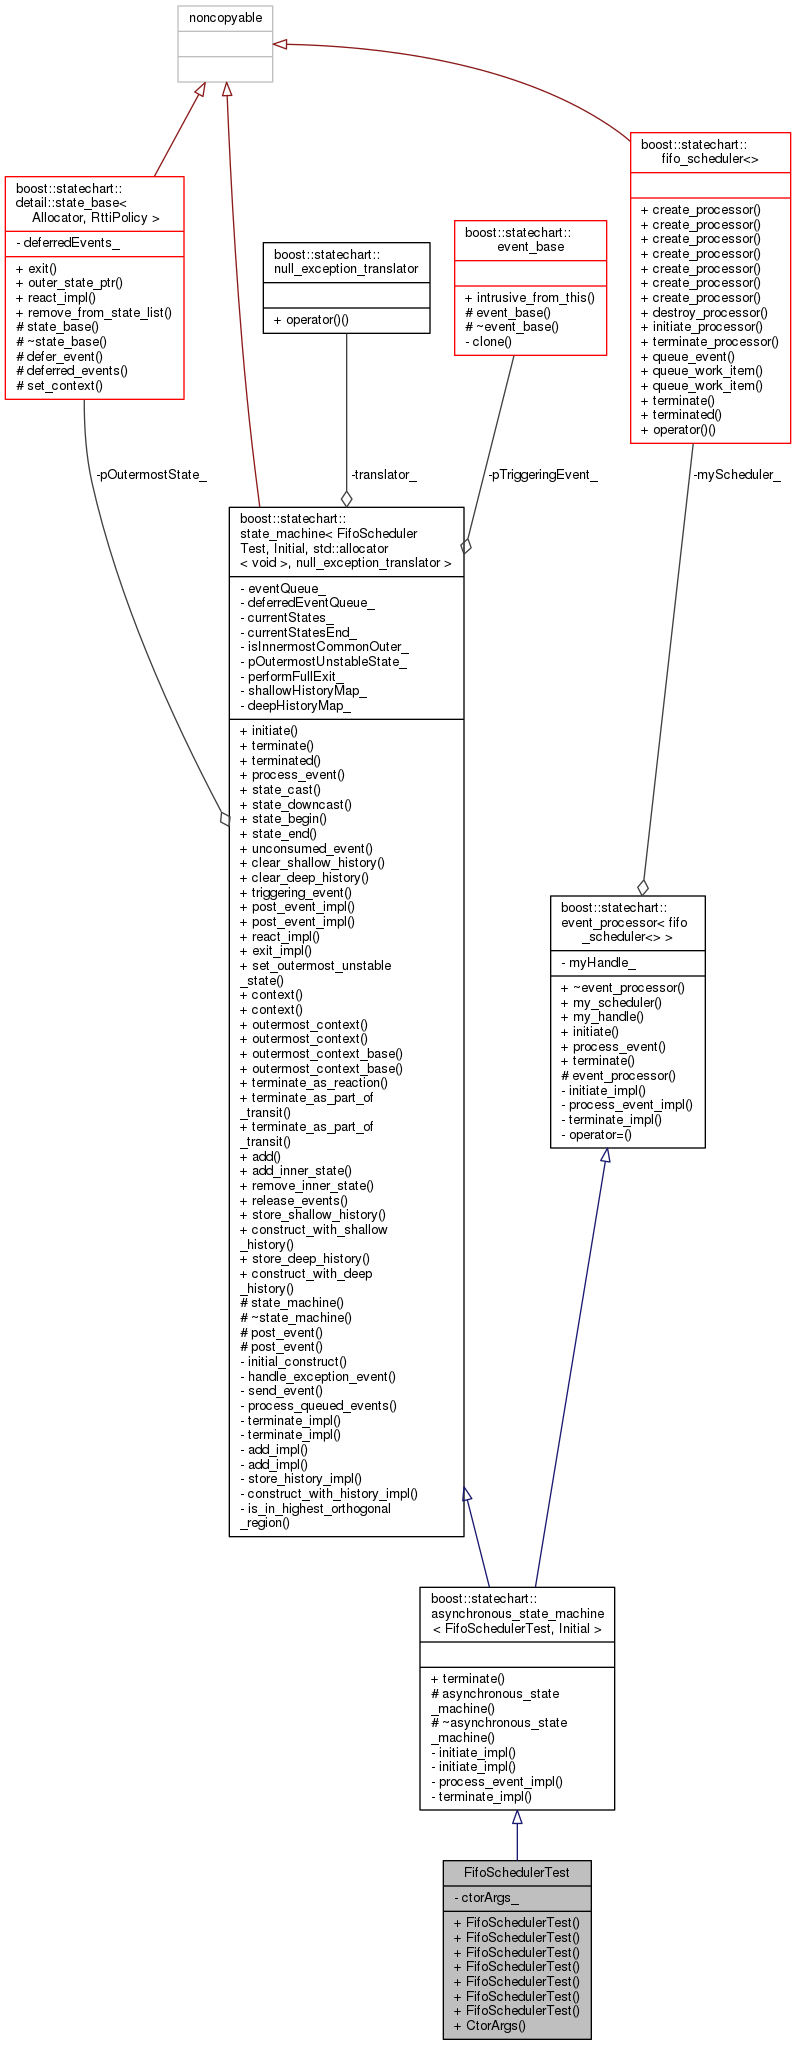 noncopyable
boost::statechart::
detail::state_base<
Allocator, RttiPolicy >
- deferredEvents_
+ exit()
+ outer_state_ptr()
+ react_impl()
+ remove_from_state_list()
# state_base()
# ~state_base()
# defer_event()
# deferred_events()
# set_context()
boost::statechart::
null_exception_translator
+ operator()()
boost::statechart::
event_base
+ intrusive_from_this()
# event_base()
# ~event_base()
- clone()
boost::statechart::
fifo_scheduler<>
+ create_processor()
+ create_processor()
+ create_processor()
+ create_processor()
+ create_processor()
+ create_processor()
+ create_processor()
+ destroy_processor()
+ initiate_processor()
+ terminate_processor()
+ queue_event()
+ queue_work_item()
+ queue_work_item()
+ terminate()
+ terminated()
+ operator()()
-pOutermostState_
-translator_
-pTriggeringEvent_
-myScheduler_
boost::statechart::
state_machine< FifoScheduler
Test, Initial, std::allocator
< void >, null_exception_translator >
- eventQueue_
- deferredEventQueue_
- currentStates_
- currentStatesEnd_
- isInnermostCommonOuter_
- pOutermostUnstableState_
- performFullExit_
- shallowHistoryMap_
- deepHistoryMap_
+ initiate()
+ terminate()
+ terminated()
+ process_event()
+ state_cast()
+ state_downcast()
+ state_begin()
+ state_end()
+ unconsumed_event()
+ clear_shallow_history()
+ clear_deep_history()
+ triggering_event()
+ post_event_impl()
+ post_event_impl()
+ react_impl()
+ exit_impl()
+ set_outermost_unstable
_state()
+ context()
+ context()
+ outermost_context()
+ outermost_context()
+ outermost_context_base()
+ outermost_context_base()
+ terminate_as_reaction()
+ terminate_as_part_of
_transit()
+ terminate_as_part_of
_transit()
+ add()
+ add_inner_state()
+ remove_inner_state()
+ release_events()
+ store_shallow_history()
+ construct_with_shallow
_history()
+ store_deep_history()
+ construct_with_deep
_history()
# state_machine()
# ~state_machine()
# post_event()
# post_event()
- initial_construct()
- handle_exception_event()
- send_event()
- process_queued_events()
- terminate_impl()
- terminate_impl()
- add_impl()
- add_impl()
- store_history_impl()
- construct_with_history_impl()
- is_in_highest_orthogonal
_region()
boost::statechart::
event_processor< fifo
_scheduler<> >
- myHandle_
+ ~event_processor()
+ my_scheduler()
+ my_handle()
+ initiate()
+ process_event()
+ terminate()
# event_processor()
- initiate_impl()
- process_event_impl()
- terminate_impl()
- operator=()
boost::statechart::
asynchronous_state_machine
< FifoSchedulerTest, Initial >
+ terminate()
# asynchronous_state
_machine()
# ~asynchronous_state
_machine()
- initiate_impl()
- initiate_impl()
- process_event_impl()
- terminate_impl()
FifoSchedulerTest
- ctorArgs_
+ FifoSchedulerTest()
+ FifoSchedulerTest()
+ FifoSchedulerTest()
+ FifoSchedulerTest()
+ FifoSchedulerTest()
+ FifoSchedulerTest()
+ FifoSchedulerTest()
+ CtorArgs()